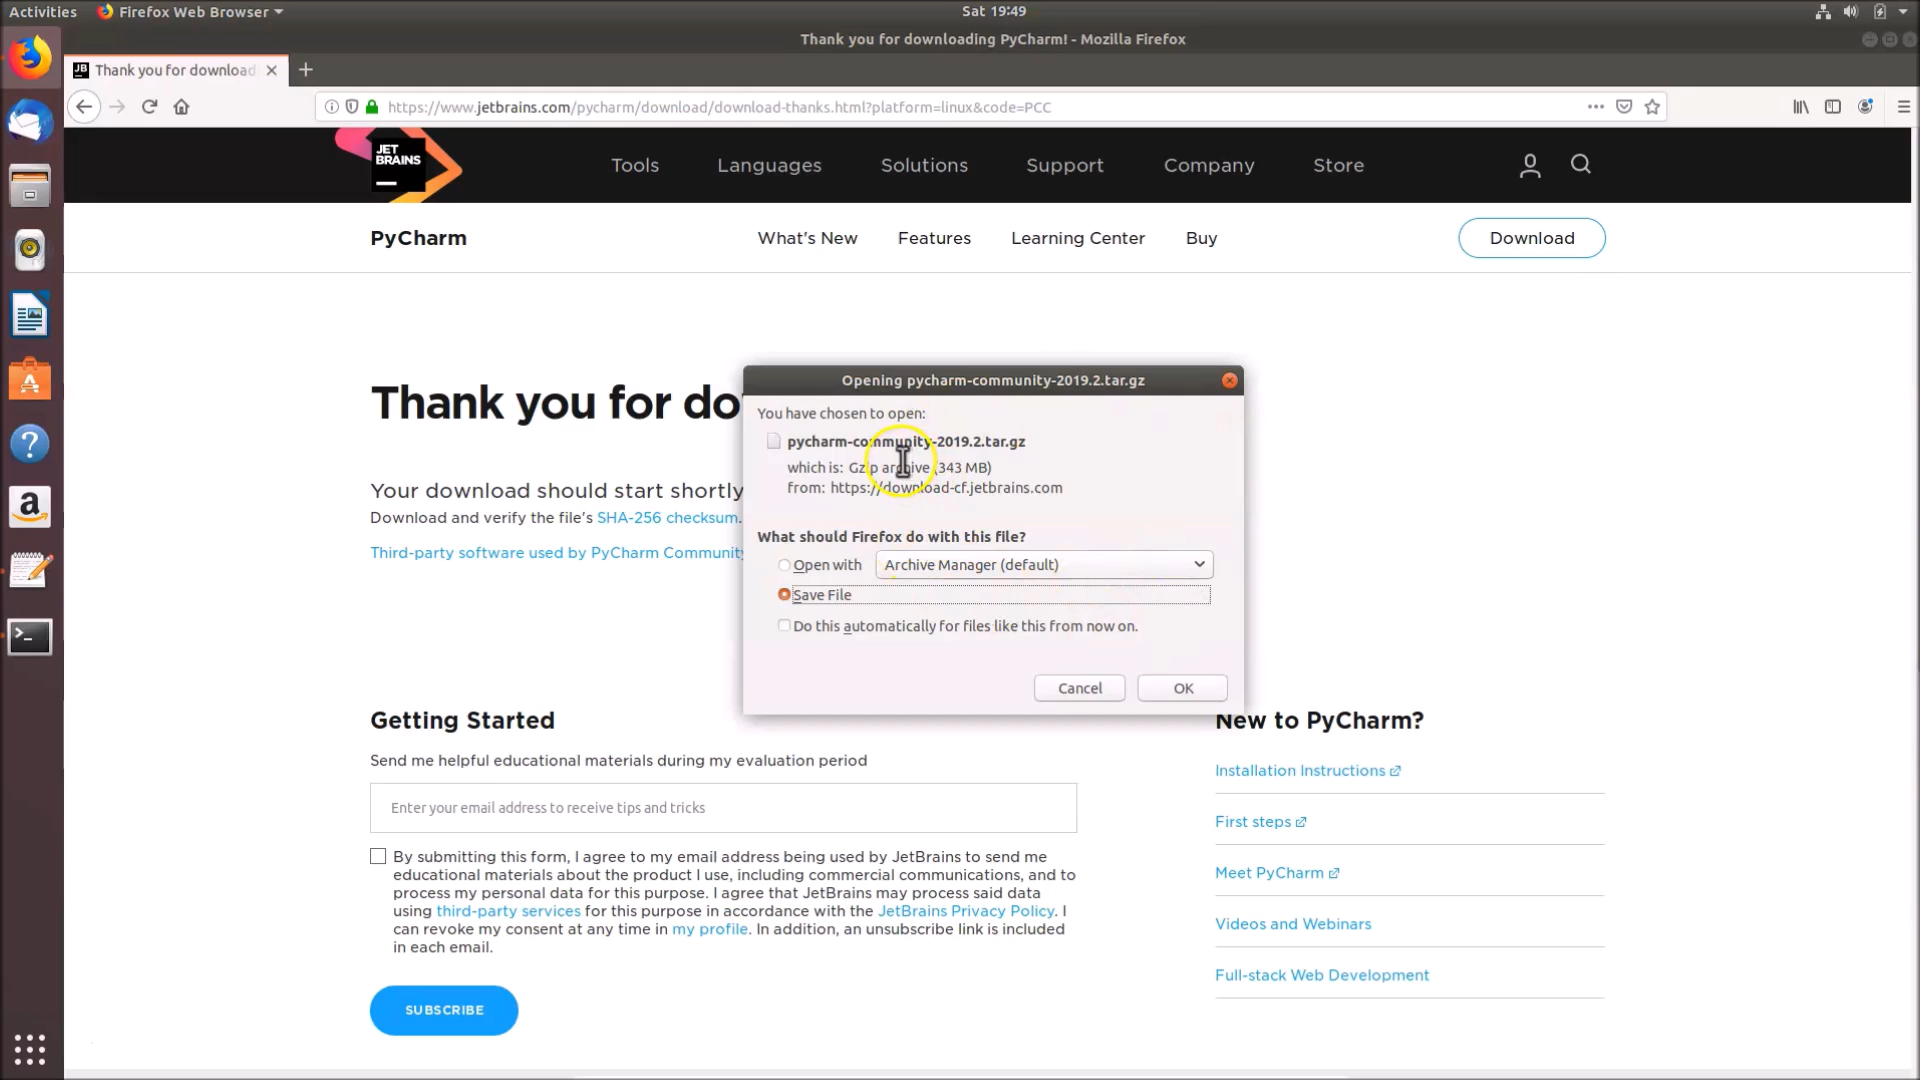 Activities
Firefox Web Browser
Sat 19:49
Thank you for downloading PyCharm! - Mozilla Firefox
JB
Thank you for download
https://www.jetbrains.com/pycharm/download/download-thanks.html?platform=linux&code=PCC
JET
BRAINS
Tools
Languages
Solutions
Support
Company
Store
PyCharm
What's New
Features
Learning Center
Buy
Download
Thank you for do
Your download should start shortly
Download and verify the file's SHA-256 checksum.
Third-party software used by PyCharm Community
Opening pycharm-community-2019.2.tar.gz
You have chosen to open:
pycharm-community-2019.2.tar.gz
which is: Gzip archive (343 MB)
from: https://download-cf.jetbrains.com
What should Firefox do with this file?
Open with
Archive Manager (default)
Save File
Do this automatically for files like this from now on.
Cancel
OK
Getting Started
Send me helpful educational materials during my evaluation period
Enter your email address to receive tips and tricks
By submitting this form, I agree to my email address being used by JetBrains to send me
educational materials about the product I use, including commercial communications, and to
process my personal data for this purpose. I agree that JetBrains may process said data
using third-party services for this purpose in accordance with the JetBrains Privacy Policy. I
can revoke my consent at any time in my profile. In addition, an unsubscribe link is included
in each email.
SUBSCRIBE
New to PyCharm?
Installation Instructions
First steps
Meet PyCharm
Videos and Webinars
Full-stack Web Development